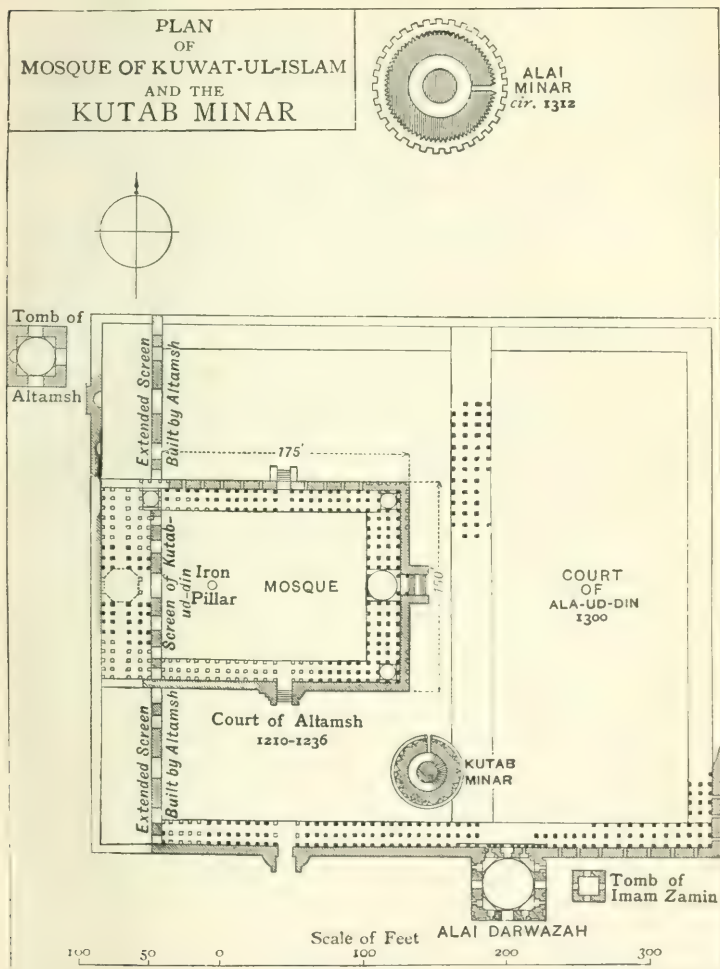 PLAN
OF
MOSQUE OF KUWAT-UL-ISLAM
AND THE
KUTAB MINAR
ALAI
MINAR
cir. 1312
Tomb of
Altamsh
Extended Screen
Built by Altamsh
175'
Screen of Kutab-
ud-din
Iron
Pillar
MOSQUE
150'
COURT
OF
ALA-UD-DIN
1300
Court of Altamsh
1210-1236
Extended Screen
Built by Altamsh
KUTAB
MINAR
Tomb of
Imam Zamin
ALAI DARWAZAH
Scale of Feet
100 50 0 100 200 300